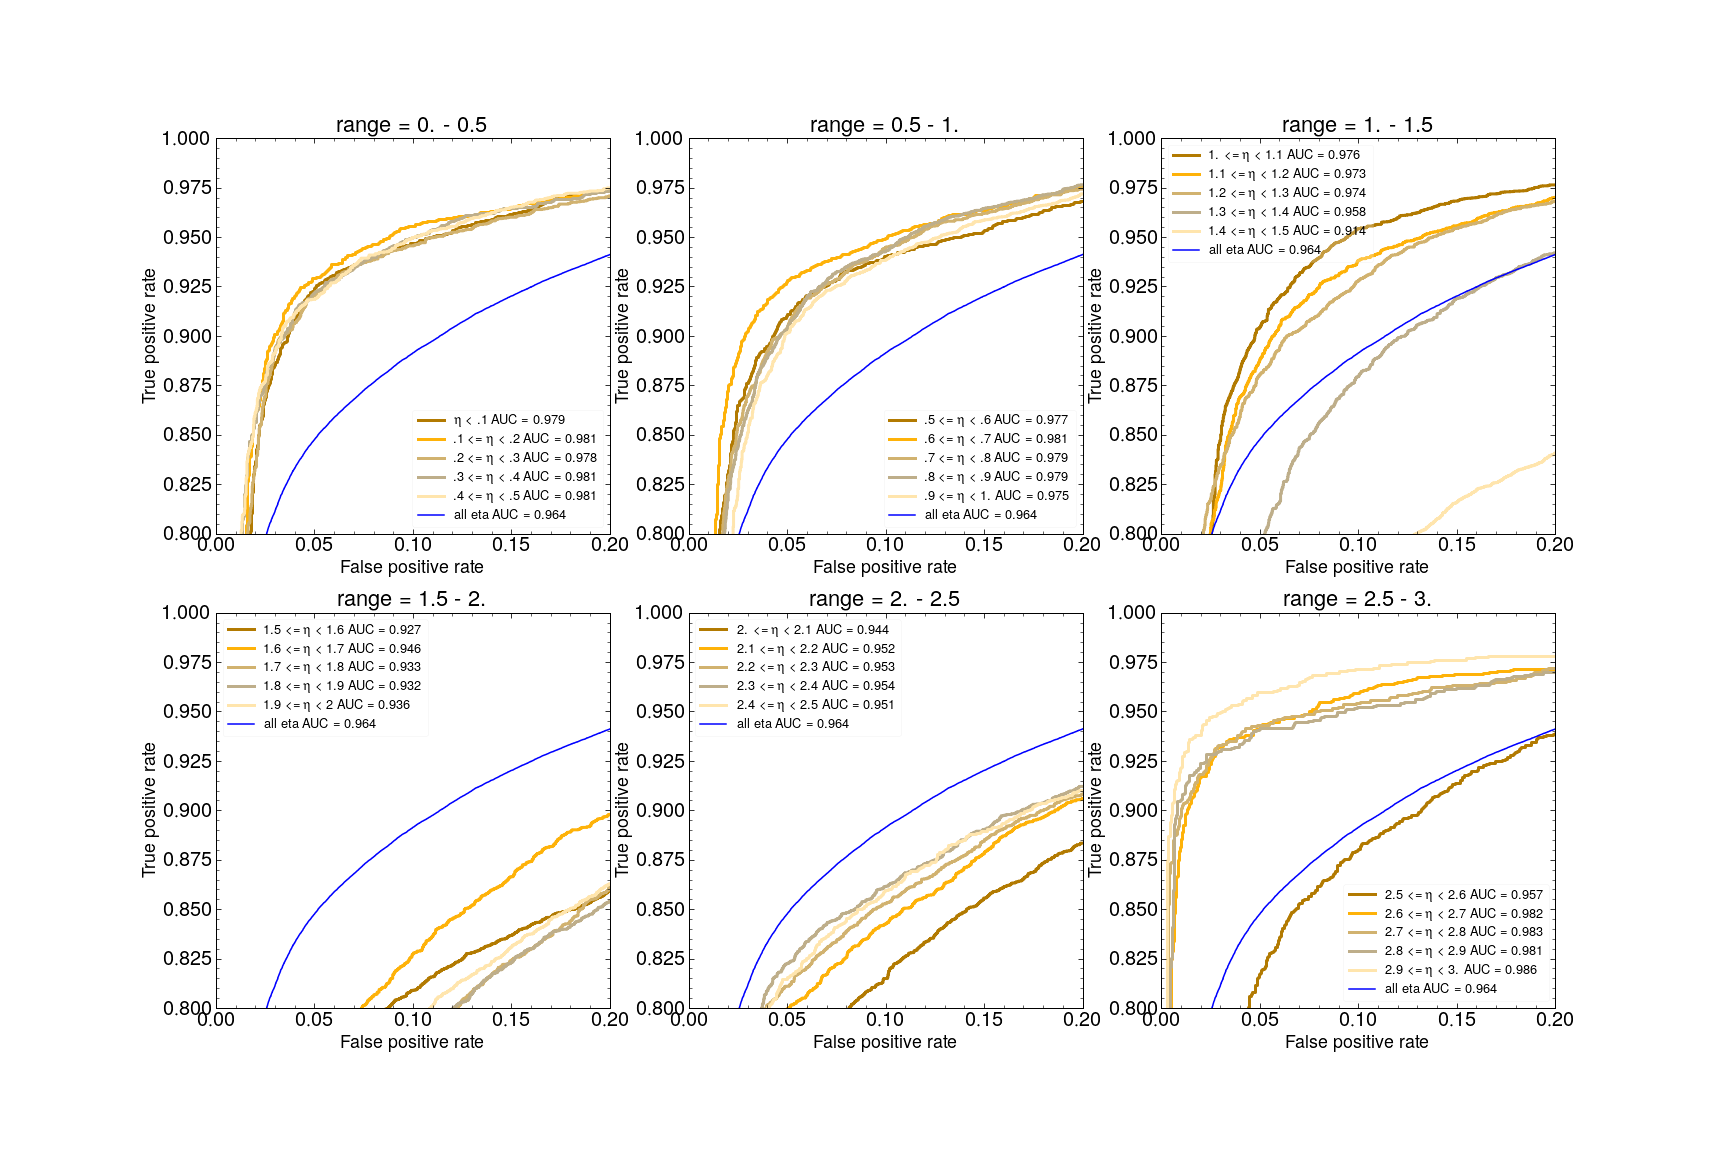 range = 0. - 0.5
1.000
0.975
0.950
0.925
0.900
0.875
0.850
0.825
0.800
True positive rate
η < .1 AUC = 0.979
.1 <= η < .2 AUC = 0.981
.2 <= η < .3 AUC = 0.978
.3 <= η < .4 AUC = 0.981
.4 <= η < .5 AUC = 0.981
all eta AUC = 0.964
0.00 0.05 0.10 0.15 0.20
False positive rate
range = 0.5 - 1.
1.000
0.975
0.950
0.925
0.900
0.875
0.850
0.825
0.800
True positive rate
.5 <= η < .6 AUC = 0.977
.6 <= η < .7 AUC = 0.981
.7 <= η < .8 AUC = 0.979
.8 <= η < .9 AUC = 0.979
.9 <= η < 1. AUC = 0.975
all eta AUC = 0.964
0.00 0.05 0.10 0.15 0.20
False positive rate
range = 1. - 1.5
1.000
0.975
0.950
0.925
0.900
0.875
0.850
0.825
0.800
True positive rate
1. <= η < 1.1 AUC = 0.976
1.1 <= η < 1.2 AUC = 0.973
1.2 <= η < 1.3 AUC = 0.974
1.3 <= η < 1.4 AUC = 0.958
1.4 <= η < 1.5 AUC = 0.914
all eta AUC = 0.964
0.00 0.05 0.10 0.15 0.20
False positive rate
range = 1.5 - 2.
1.000
0.975
0.950
0.925
0.900
0.875
0.850
0.825
0.800
True positive rate
1.5 <= η < 1.6 AUC = 0.927
1.6 <= η < 1.7 AUC = 0.946
1.7 <= η < 1.8 AUC = 0.933
1.8 <= η < 1.9 AUC = 0.932
1.9 <= η < 2 AUC = 0.936
all eta AUC = 0.964
0.00 0.05 0.10 0.15 0.20
False positive rate
range = 2. - 2.5
1.000
0.975
0.950
0.925
0.900
0.875
0.850
0.825
0.800
True positive rate
2. <= η < 2.1 AUC = 0.944
2.1 <= η < 2.2 AUC = 0.952
2.2 <= η < 2.3 AUC = 0.953
2.3 <= η < 2.4 AUC = 0.954
2.4 <= η < 2.5 AUC = 0.951
all eta AUC = 0.964
0.00 0.05 0.10 0.15 0.20
False positive rate
range = 2.5 - 3.
1.000
0.975
0.950
0.925
0.900
0.875
0.850
0.825
0.800
True positive rate
2.5 <= η < 2.6 AUC = 0.957
2.6 <= η < 2.7 AUC = 0.982
2.7 <= η < 2.8 AUC = 0.983
2.8 <= η < 2.9 AUC = 0.981
2.9 <= η < 3. AUC = 0.986
all eta AUC = 0.964
0.00 0.05 0.10 0.15 0.20
False positive rate